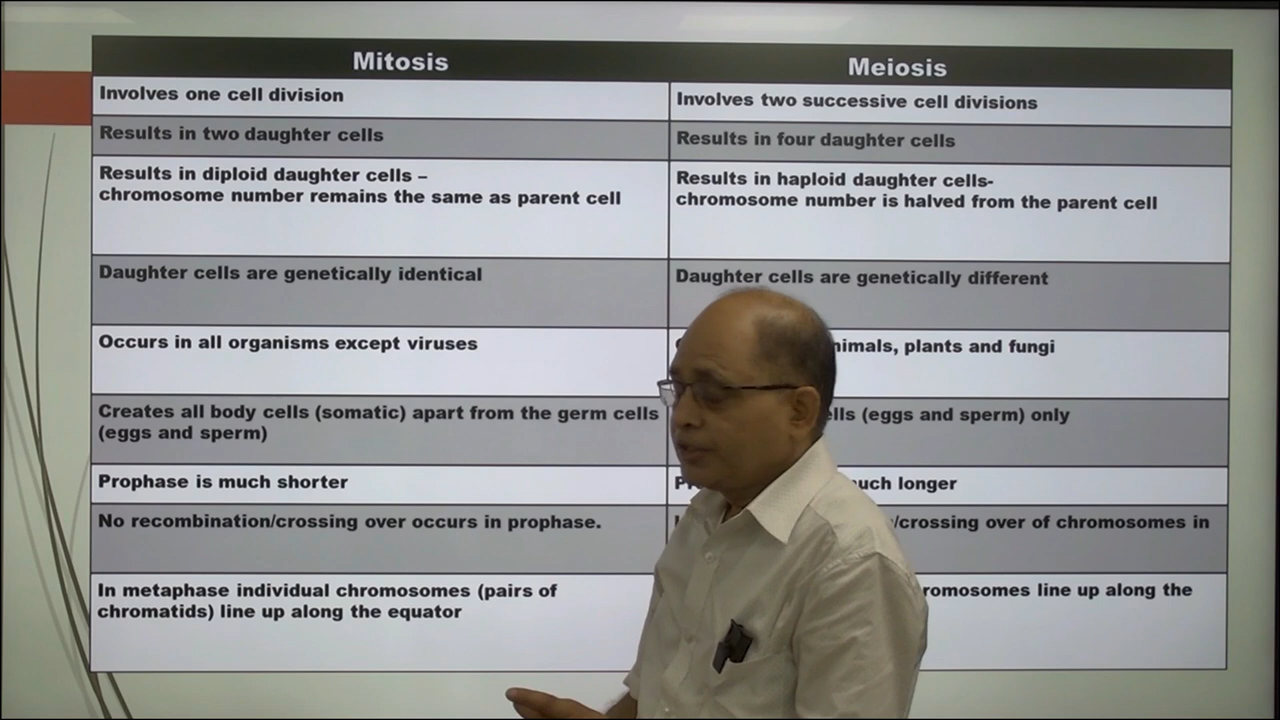 Mitosis
Meiosis
Involves one cell division
Involves two successive cell divisions
Results in two daughter cells
Results in four daughter cells
Results in diploid daughter cells –
chromosome number remains the same as parent cell
Results in haploid daughter cells-
chromosome number is halved from the parent cell
Daughter cells are genetically identical
Daughter cells are genetically different
Occurs in all organisms except viruses
plants and fungi
Creates all body cells (somatic) apart from the germ cells
(eggs and sperm)
(eggs and sperm) only
Prophase is much shorter
longer
No recombination/crossing over occurs in prophase.
/crossing over of chromosomes in
In metaphase individual chromosomes (pairs of
chromatids) line up along the equator
line up along the